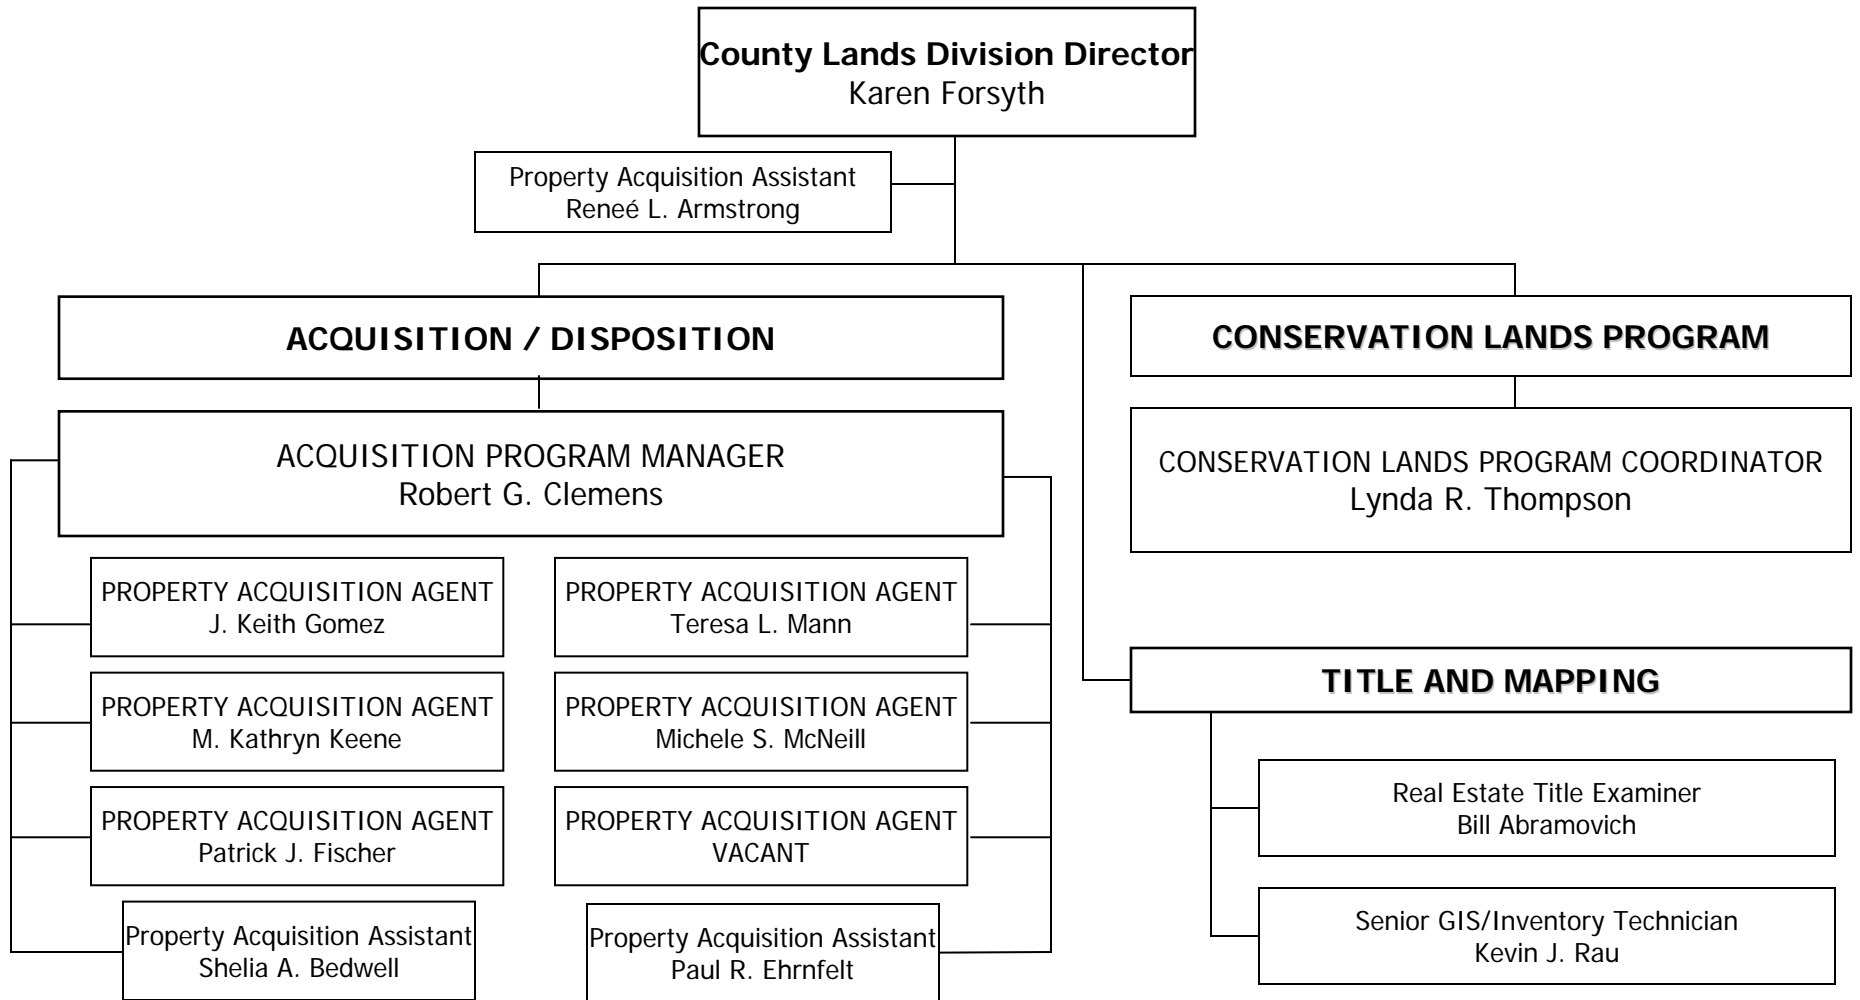 County Lands Division Director
Karen Forsyth
Property Acquisition Assistant
Reneé L. Armstrong
ACQUISITION / DISPOSITION
ACQUISITION PROGRAM MANAGER
Robert G. Clemens
PROPERTY ACQUISITION AGENT
J. Keith Gomez
PROPERTY ACQUISITION AGENT
Teresa L. Mann
PROPERTY ACQUISITION AGENT
M. Kathryn Keene
PROPERTY ACQUISITION AGENT
Michele S. McNeill
PROPERTY ACQUISITION AGENT
Patrick J. Fischer
PROPERTY ACQUISITION AGENT
VACANT
Property Acquisition Assistant
Shelia A. Bedwell
Property Acquisition Assistant
Paul R. Ehrnfelt
CONSERVATION LANDS PROGRAM
CONSERVATION LANDS PROGRAM COORDINATOR
Lynda R. Thompson
TITLE AND MAPPING
Real Estate Title Examiner
Bill Abramovich
Senior GIS/Inventory Technician
Kevin J. Rau